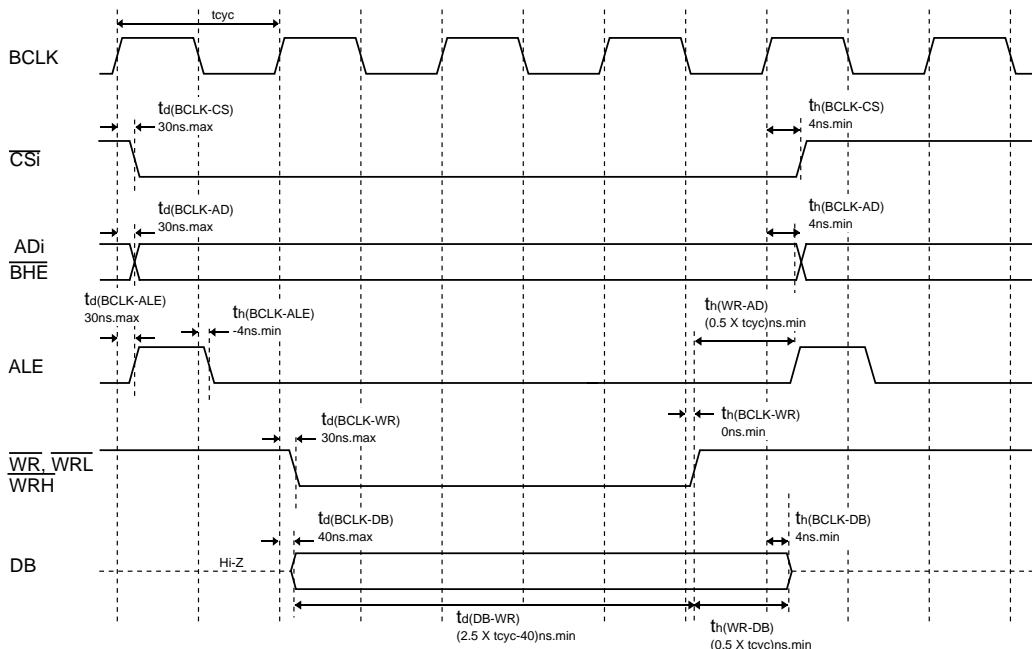 tcyc
BCLK
td(BCLK-CS)
30ns.max
th(BCLK-CS)
4ns.min
CSi
td(BCLK-AD)
30ns.max
th(BCLK-AD)
4ns.min
ADi
BHE
td(BCLK-ALE)
30ns.max
th(BCLK-ALE)
-4ns.min
th(WR-AD)
(0.5 X tcyc)ns.min
ALE
td(BCLK-WR)
30ns.max
th(BCLK-WR)
0ns.min
WR, WRL
WRH
td(BCLK-DB)
40ns.max
th(BCLK-DB)
4ns.min
DB
Hi-Z
td(DB-WR)
(2.5 X tcyc-40)ns.min
th(WR-DB)
(0.5 X tcyc)ns.min